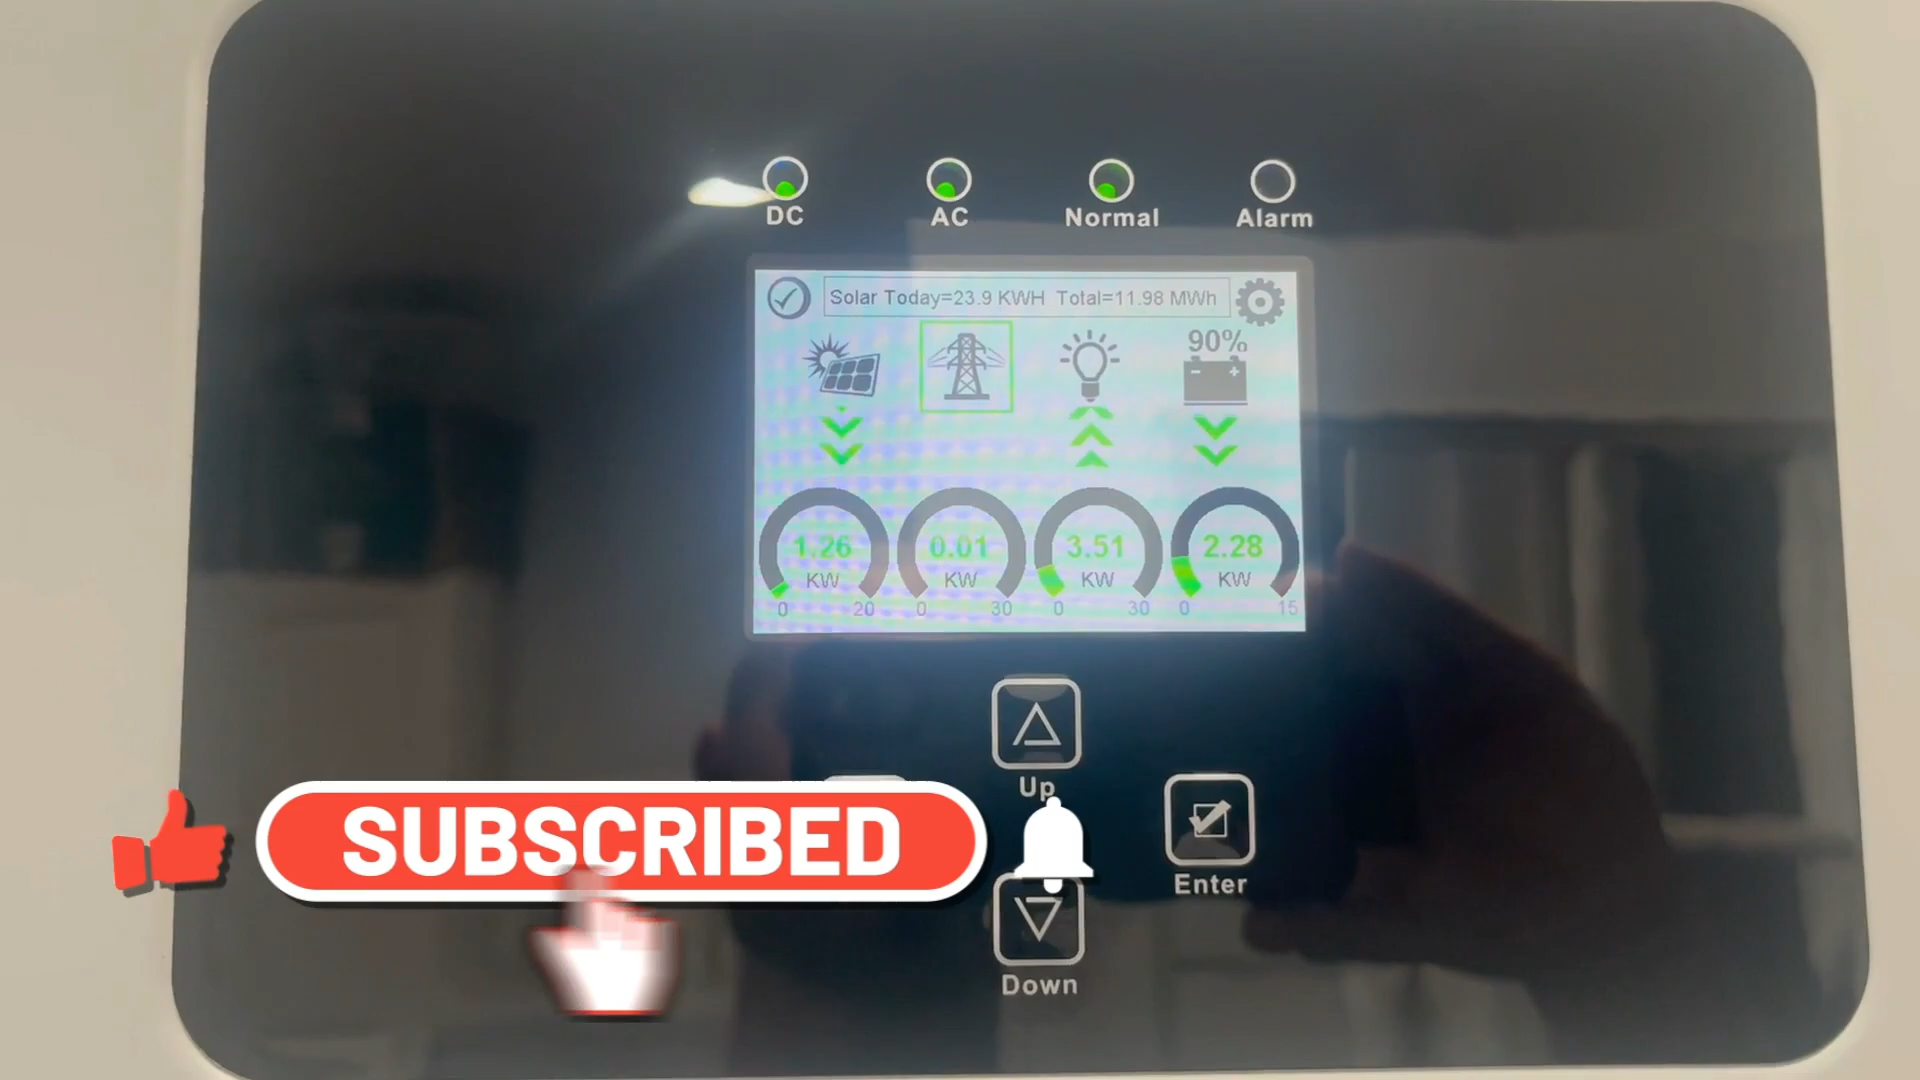 DC AC Normal Alarm
Solar Today=23.9 KWH Total=11.98 MWh
90%
1.26 0.01 3.51 2.28
KW KW KW KW
0 20 0 30 0 30 0 15
Up
SUBSCRIBED
Enter
Down